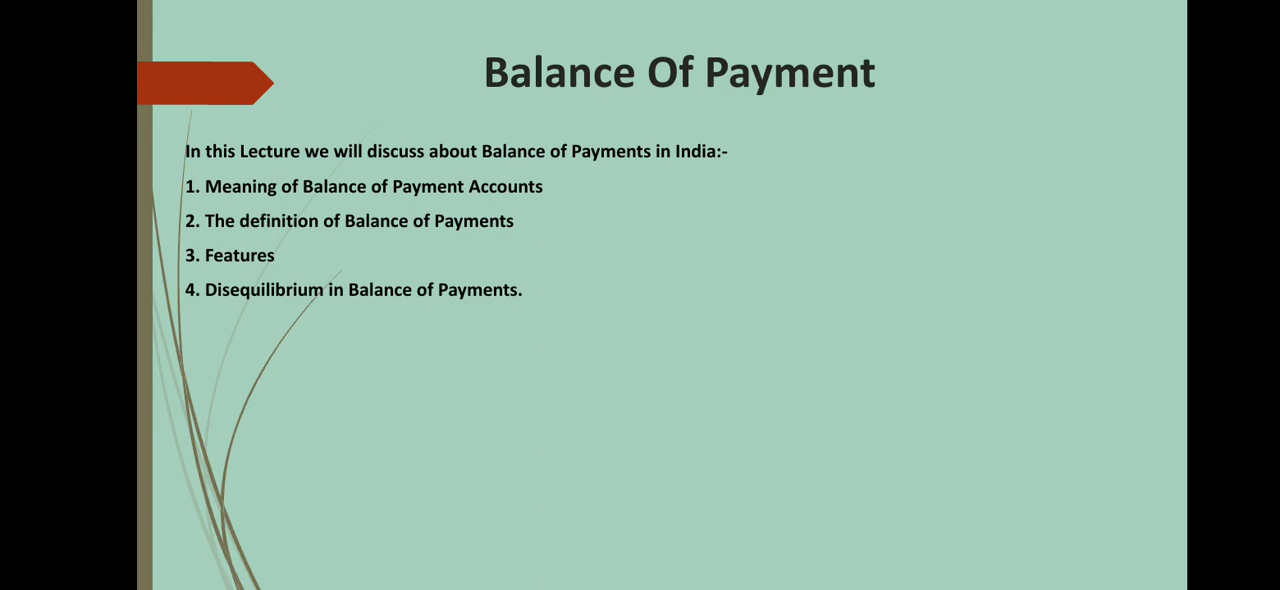 Balance Of Payment
In this Lecture we will discuss about Balance of Payments in India:-
1. Meaning of Balance of Payment Accounts
2. The definition of Balance of Payments
3. Features
4. Disequilibrium in Balance of Payments.